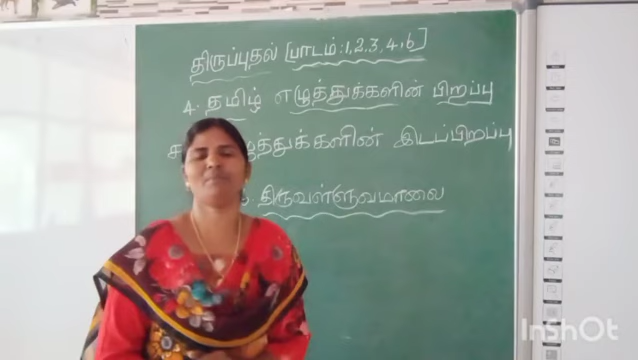 திருப்புதல் [பாடம்:1,2,3,4,6]
4. தமிழ் எழுத்துக்களின் பிறப்பு
இடப்பிறப்பு
திருவள்ளுவமாலை
InShOt